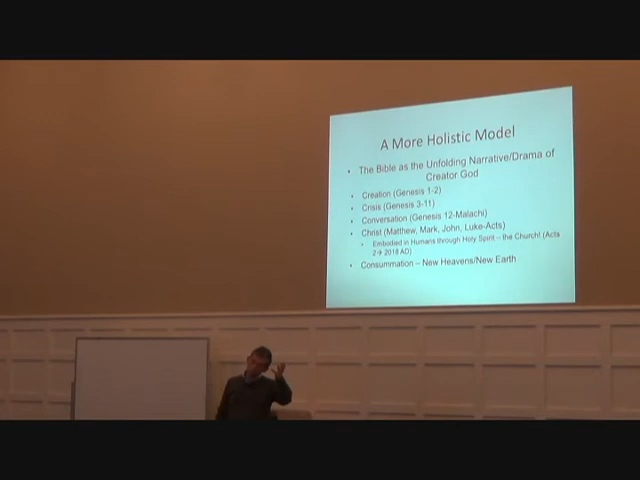 A More Holistic Model
• The Bible as the Unfolding Narrative/Drama of
Creator God
• Creation (Genesis 1-2)
• Crisis (Genesis 3-11)
• Conversation (Genesis 12-Malachi)
• Christ (Matthew, Mark, John, Luke-Acts)
• Embodied in Humans through Holy Spirit – the Church! (Acts
2→ 2018 AD)
• Consummation – New Heavens/New Earth